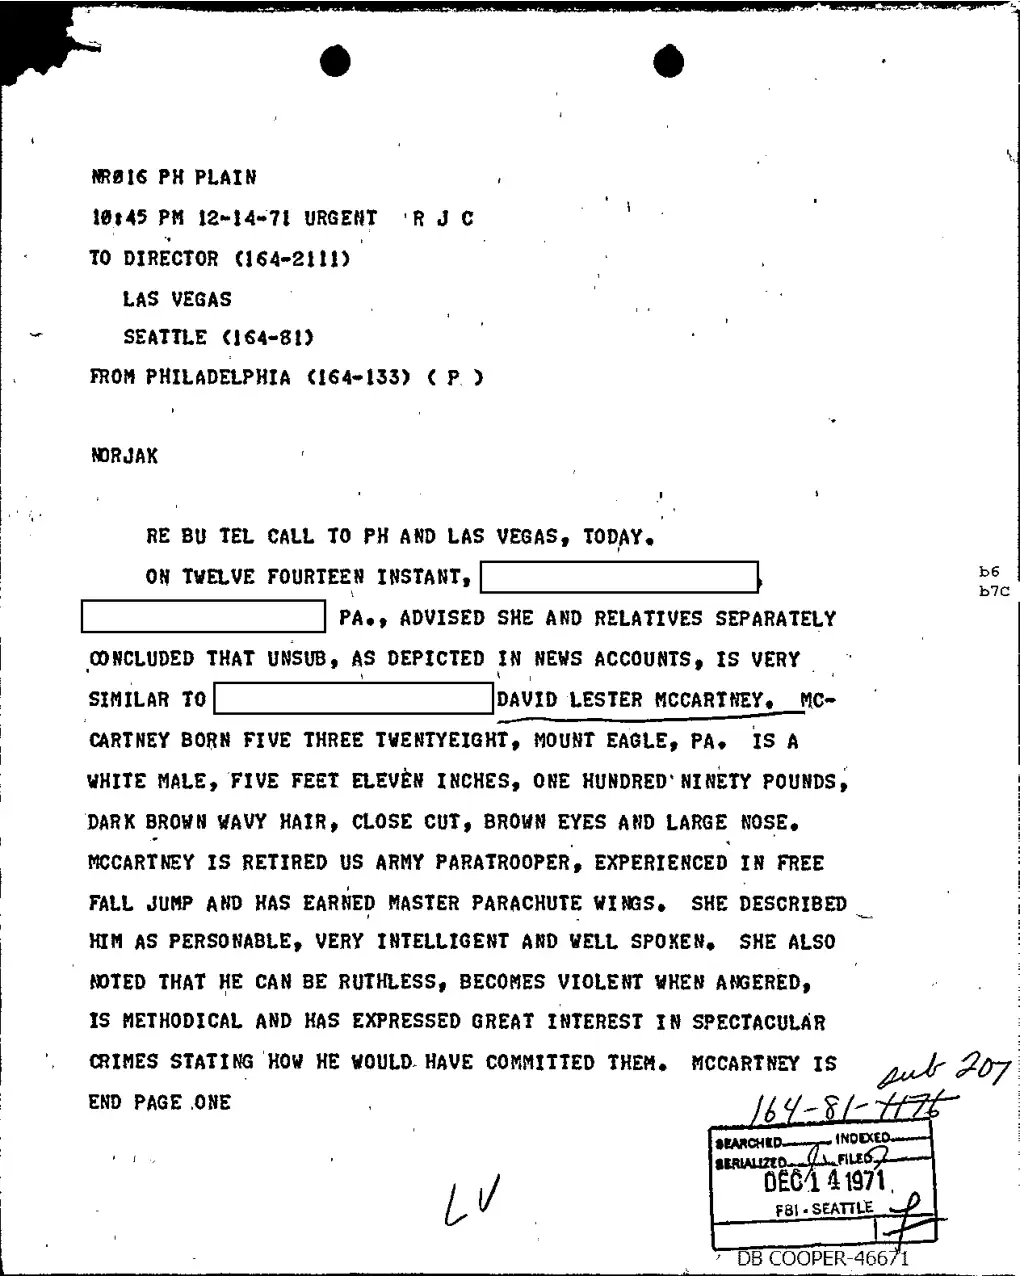 NR016 PH PLAIN
10:45 PM 12-14-71 URGENT R J C
TO DIRECTOR (164-2111)
LAS VEGAS
SEATTLE (164-81)
FROM PHILADELPHIA (164-133) ( P )
NORJAK
RE BU TEL CALL TO PH AND LAS VEGAS, TODAY.
ON TWELVE FOURTEEN INSTANT, ,
b6
b7C
PA., ADVISED SHE AND RELATIVES SEPARATELY
CONCLUDED THAT UNSUB, AS DEPICTED IN NEWS ACCOUNTS, IS VERY
SIMILAR TO DAVID LESTER MCCARTNEY. MC-
CARTNEY BORN FIVE THREE TWENTYEIGHT, MOUNT EAGLE, PA. IS A
WHITE MALE, FIVE FEET ELEVEN INCHES, ONE HUNDRED NINETY POUNDS,
DARK BROWN WAVY HAIR, CLOSE CUT, BROWN EYES AND LARGE NOSE.
MCCARTNEY IS RETIRED US ARMY PARATROOPER, EXPERIENCED IN FREE
FALL JUMP AND HAS EARNED MASTER PARACHUTE WINGS. SHE DESCRIBED
HIM AS PERSONABLE, VERY INTELLIGENT AND WELL SPOKEN. SHE ALSO
NOTED THAT HE CAN BE RUTHLESS, BECOMES VIOLENT WHEN ANGERED,
IS METHODICAL AND HAS EXPRESSED GREAT INTEREST IN SPECTACULAR
CRIMES STATING HOW HE WOULD HAVE COMMITTED THEM. MCCARTNEY IS
END PAGE ONE
sub 207
164-81-1176
SEARCHED INDEXED
SERIALIZED FILED
DEC 14 1971
FBI - SEATTLE
LV
DB COOPER-46671